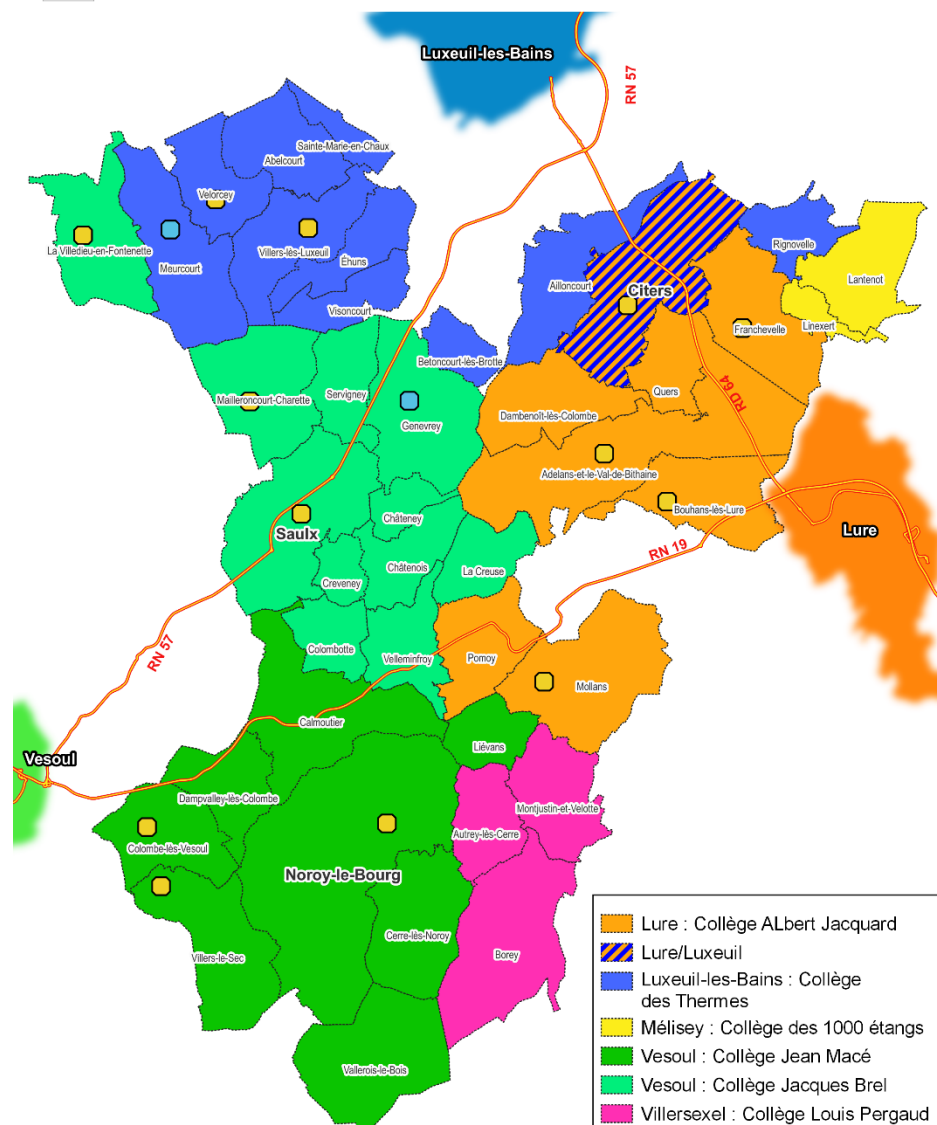 Luxeuil-les-Bains
RN 57
Sainte-Marie-en-Chaux
Abelcourt
Velorcey
La Villedieu-en-Fontenette
Villers-lès-Luxeuil
Éhuns
Meurcourt
Visoncourt
Rignovelle
Ailloncourt
Lantenot
Citers
Franchevelle
Linexert
Betoncourt-lès-Brotte
Mailleroncourt-Charette
Servigney
Genevrey
Quers
RD 64
Dambenoît-lès-Colombe
Adelans-et-le-Val-de-Bithaine
Bouhans-lès-Lure
Saulx
Châteney
Lure
RN 19
Châtenois
La Creuse
Creveney
RN 57
Colombotte
Velleminfroy
Pomoy
Mollans
Calmoutier
Liévans
Vesoul
Dampvalley-lès-Colombe
Montjustin-et-Velotte
Autrey-lès-Cerre
Colombe-lès-Vesoul
Noroy-le-Bourg
Cerre-lès-Noroy
Villers-le-Sec
Borey
Vallerois-le-Bois
Lure : Collège ALbert Jacquard
Lure/Luxeuil
Luxeuil-les-Bains : Collège
des Thermes
Mélisey : Collège des 1000 étangs
Vesoul : Collège Jean Macé
Vesoul : Collège Jacques Brel
Villersexel : Collège Louis Pergaud